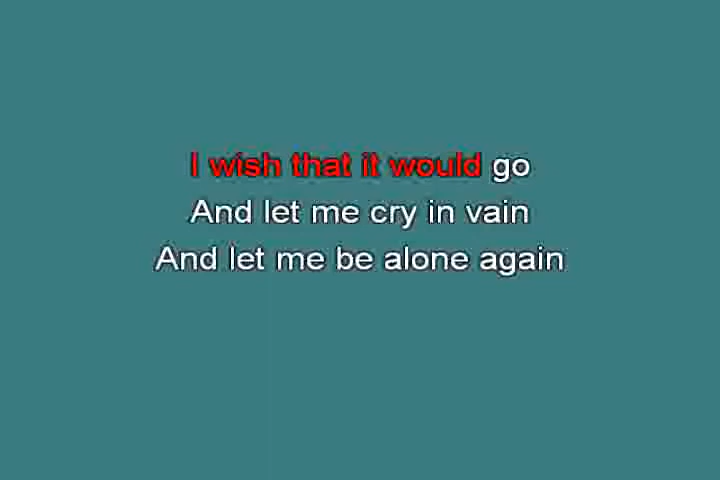 I wish that it would go
And let me cry in vain
And let me be alone again